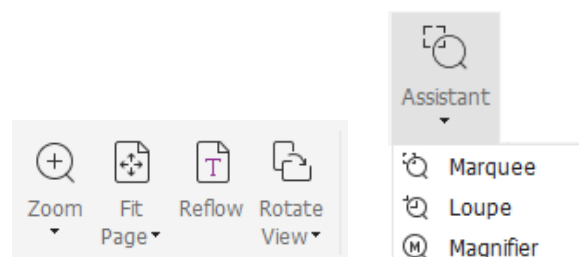 Zoom
Fit
Page
Reflow
Rotate
View
Assistant
Marquee
Loupe
M Magnifier